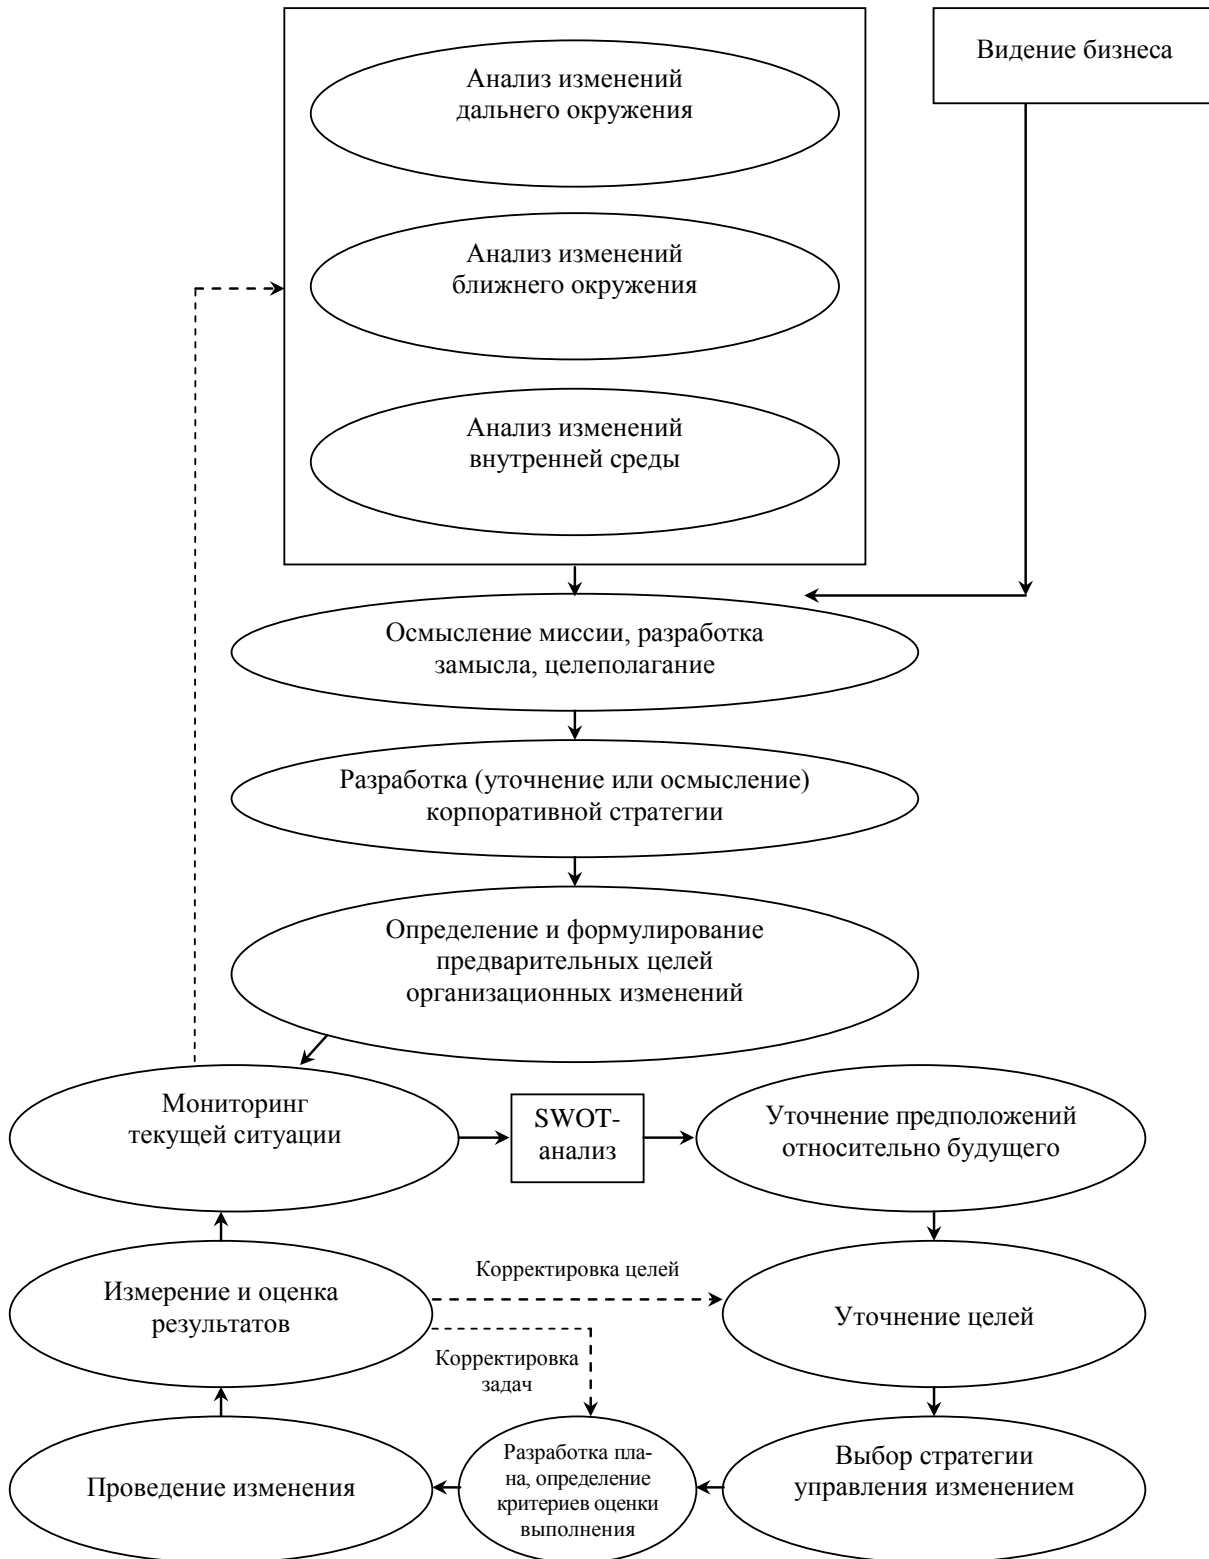 Видение бизнеса
Анализ изменений
дальнего окружения
Анализ изменений
ближнего окружения
Анализ изменений
внутренней среды
Осмысление миссии, разработка
замысла, целеполагание
Разработка (уточнение или осмысление)
корпоративной стратегии
Определение и формулирование
предварительных целей
организационных изменений
Мониторинг
текущей ситуации
SWOT-
анализ
Уточнение предположений
относительно будущего
Измерение и оценка
результатов
Корректировка целей
Уточнение целей
Корректировка
задач
Проведение изменения
Разработка пла-
на, определение
критериев оценки
выполнения
Выбор стратегии
управления изменением